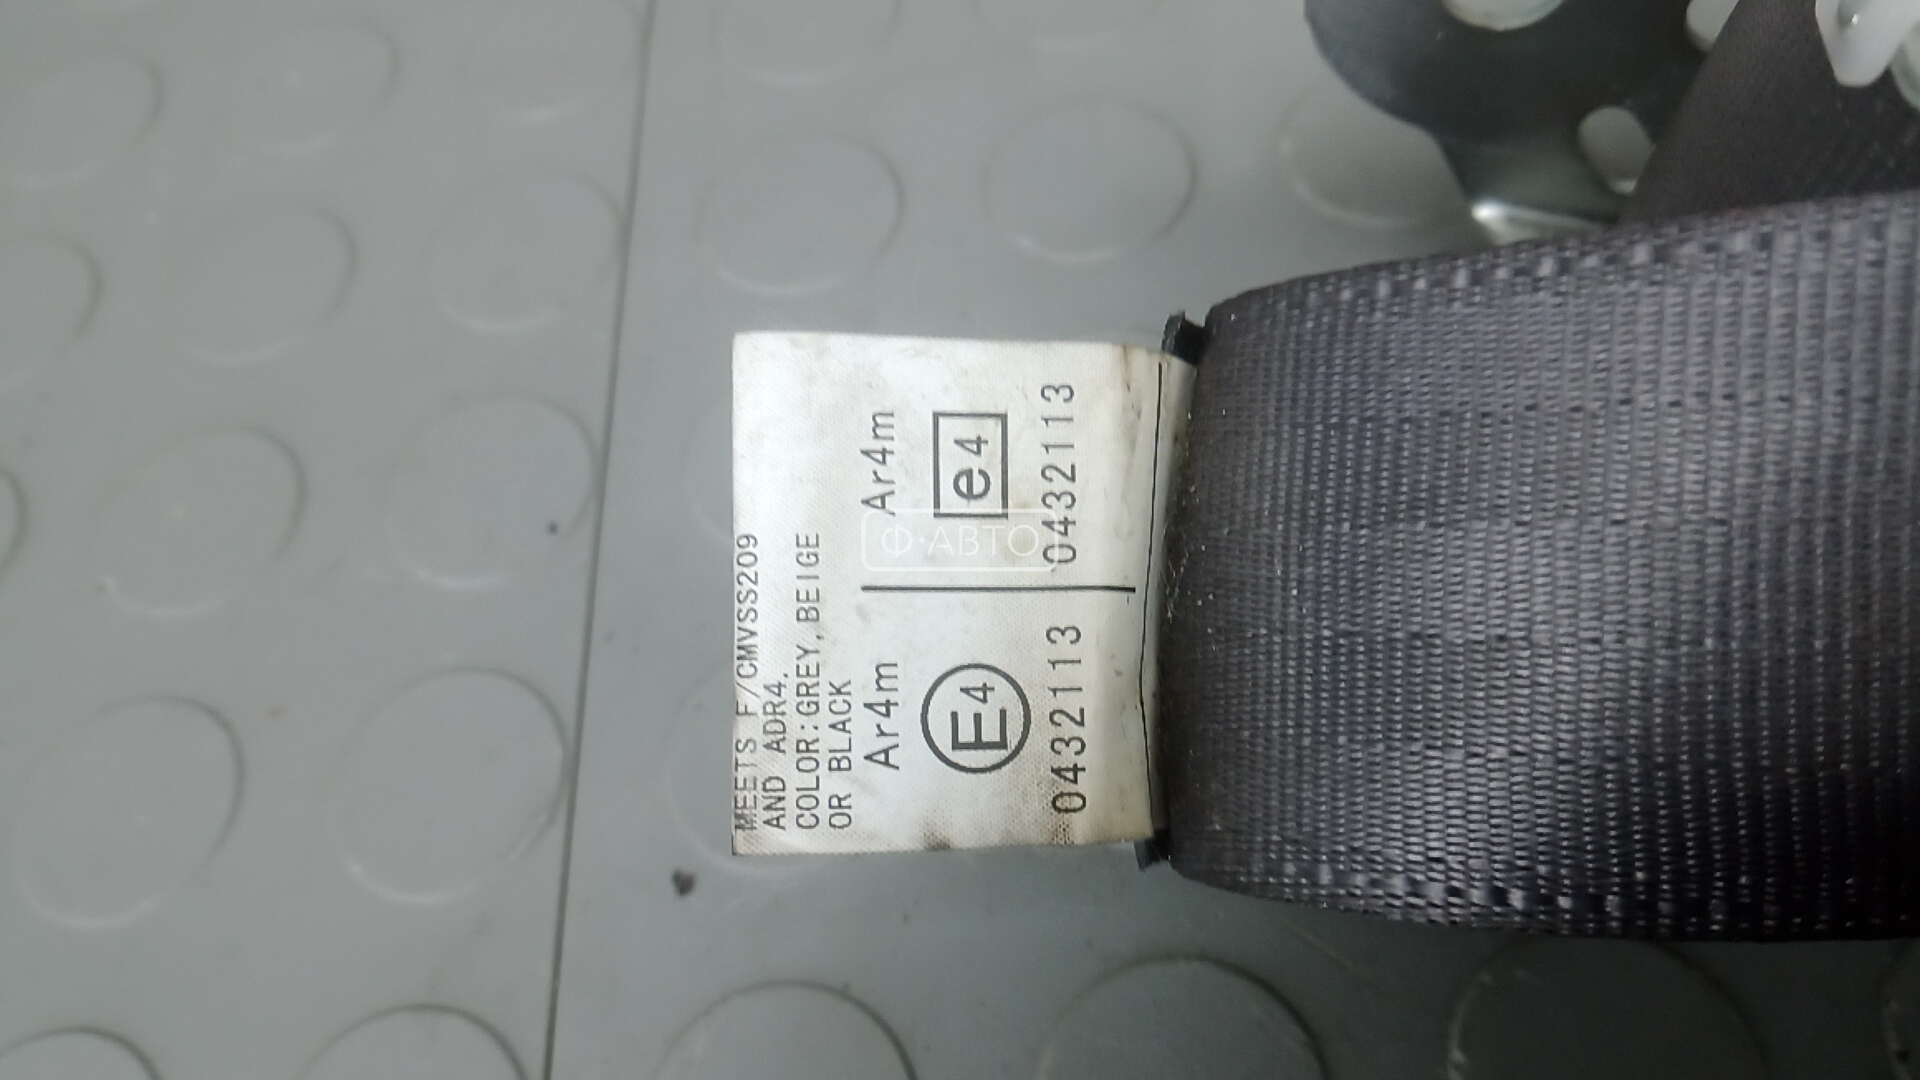 MEETS F/CMVSS209
AND ADR4.
COLOR:GREY, BEIGE
OR BLACK
Ar4m
E4
0432113
Ar4m
e4
0432113
Ф·АВТО